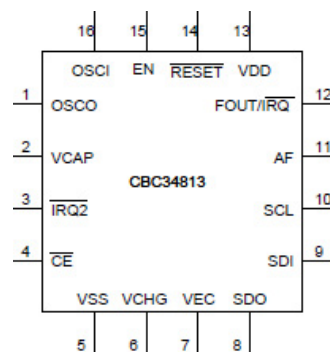 16 15 14 13
OSCI EN RESET VDD
1 OSCO FOUT/IRQ 12
2 VCAP AF 11
CBC34813
3 IRQ2 SCL 10
4 CE SDI 9
VSS VCHG VEC SDO
5 6 7 8